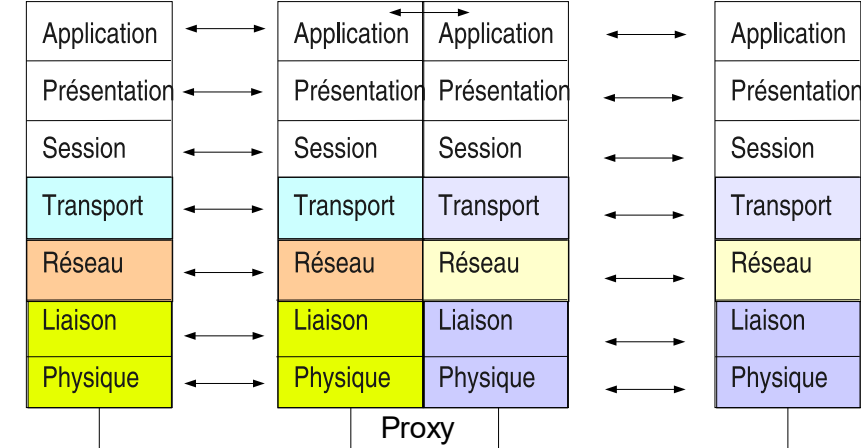 Application Application Application Application
Présentation Présentation Présentation Présentation
Session Session Session Session
Transport Transport Transport Transport
Réseau Réseau Réseau Réseau
Liaison Liaison Liaison Liaison
Physique Physique Physique Physique
Proxy